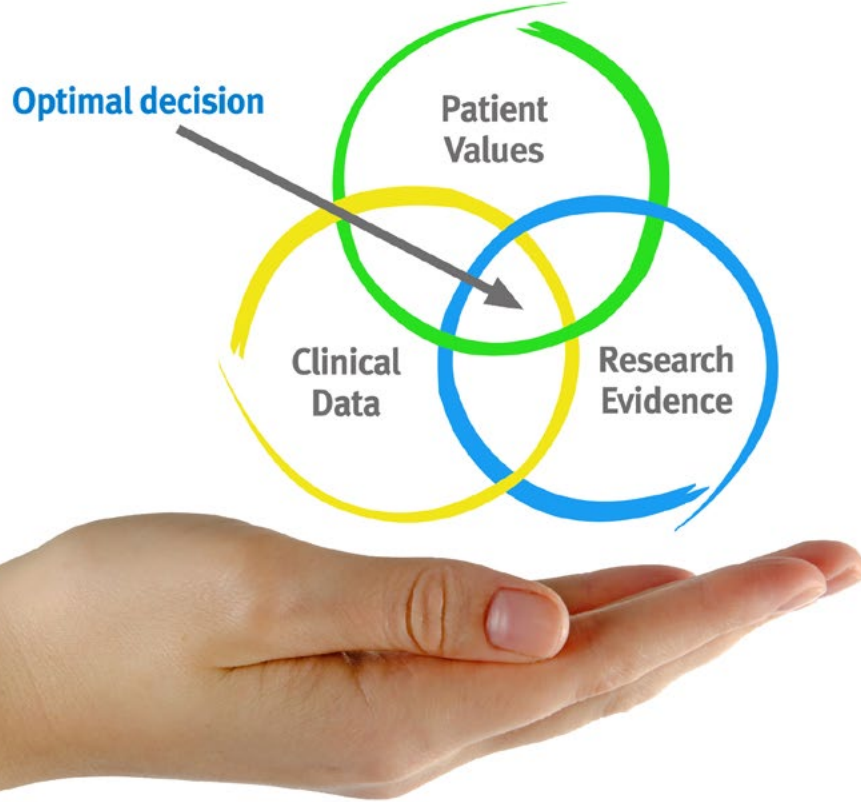 Optimal decision
Patient
Values
Clinical
Data
Research
Evidence